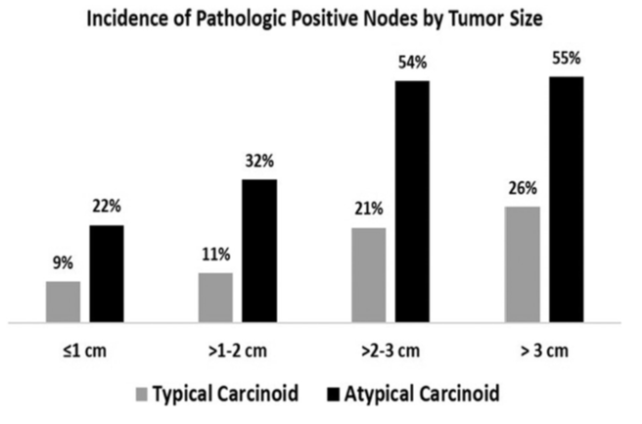 Incidence of Pathologic Positive Nodes by Tumor Size
9%
22%
11%
32%
21%
54%
26%
55%
≤1 cm
>1-2 cm
>2-3 cm
> 3 cm
Typical Carcinoid
Atypical Carcinoid